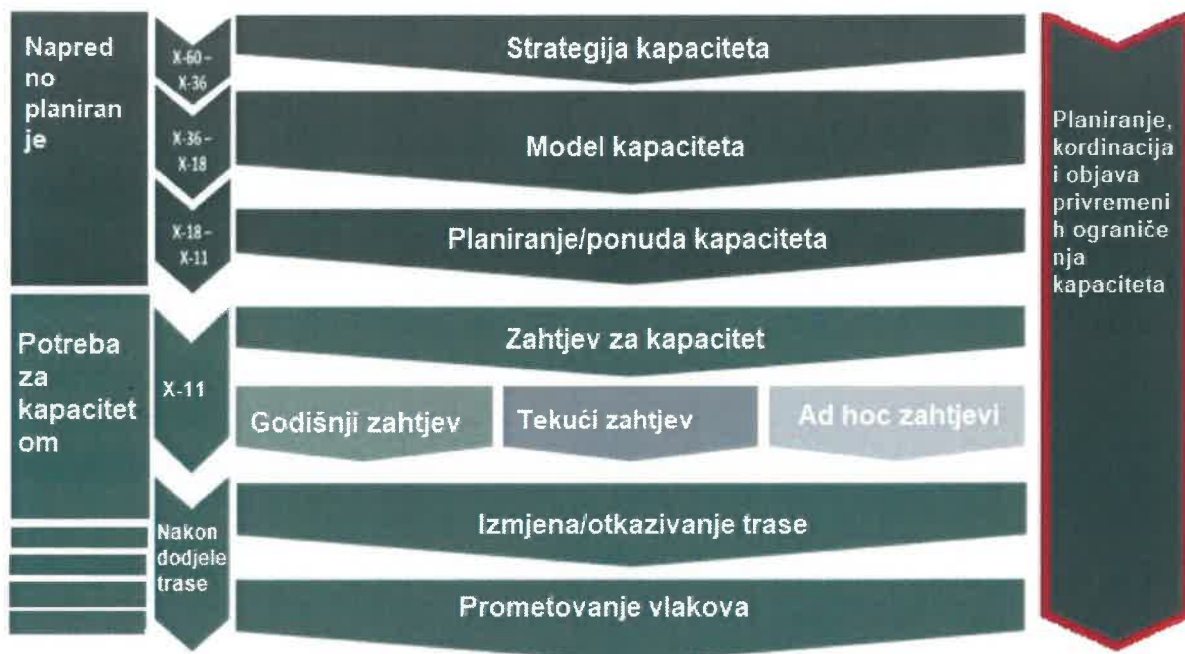 Napred
no
planiran
je
X-60 –
X-36
Strategija kapaciteta
X-36 –
X-18
Model kapaciteta
X-18 –
X-11
Planiranje/ponuda kapaciteta
Potreba
za
kapacitet
om
X-11
Zahtjev za kapacitet
Godišnji zahtjev
Tekući zahtjev
Ad hoc zahtjevi
Nakon
dodjele
trase
Izmjena/otkazivanje trase
Prometovanje vlakova
Planiranje,
kordinacija
i objava
privremeni
h ograniče
nja
kapaciteta